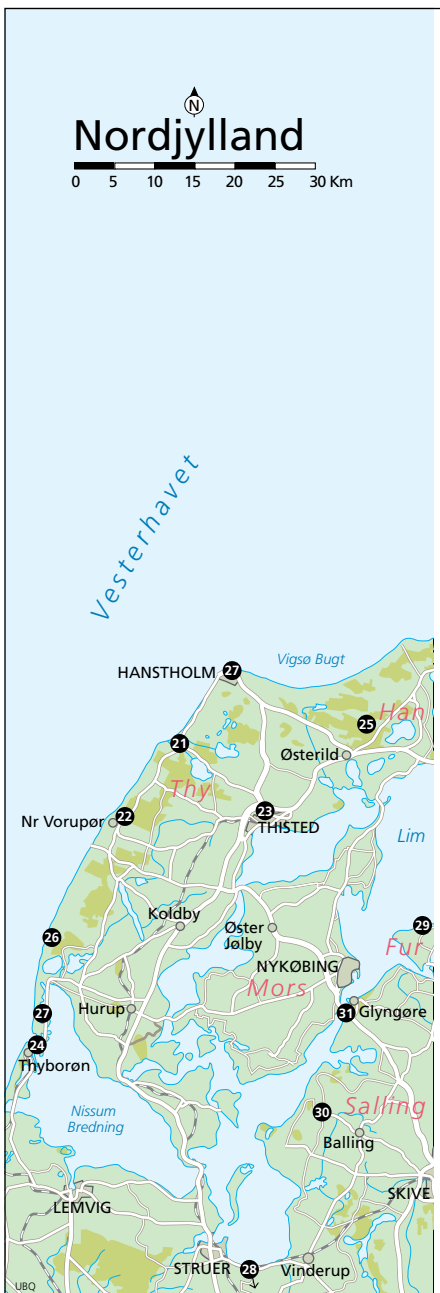 N
Nordjylland
0 5 10 15 20 25 30 Km
Vesterhavet
HANSTHOLM
27
Vigsø Bugt
25
Han
21
Østerild
Thy
Nr Vorupør
22
23
THISTED
Lim
Koldby
Øster
Jølby
29
26
Fur
NYKØBING
Mors
27
Hurup
31
Glyngøre
24
Thyborøn
Nissum
Bredning
30
Salling
Balling
SKIVE
LEMVIG
STRUER
28
Vinderup
UBQ